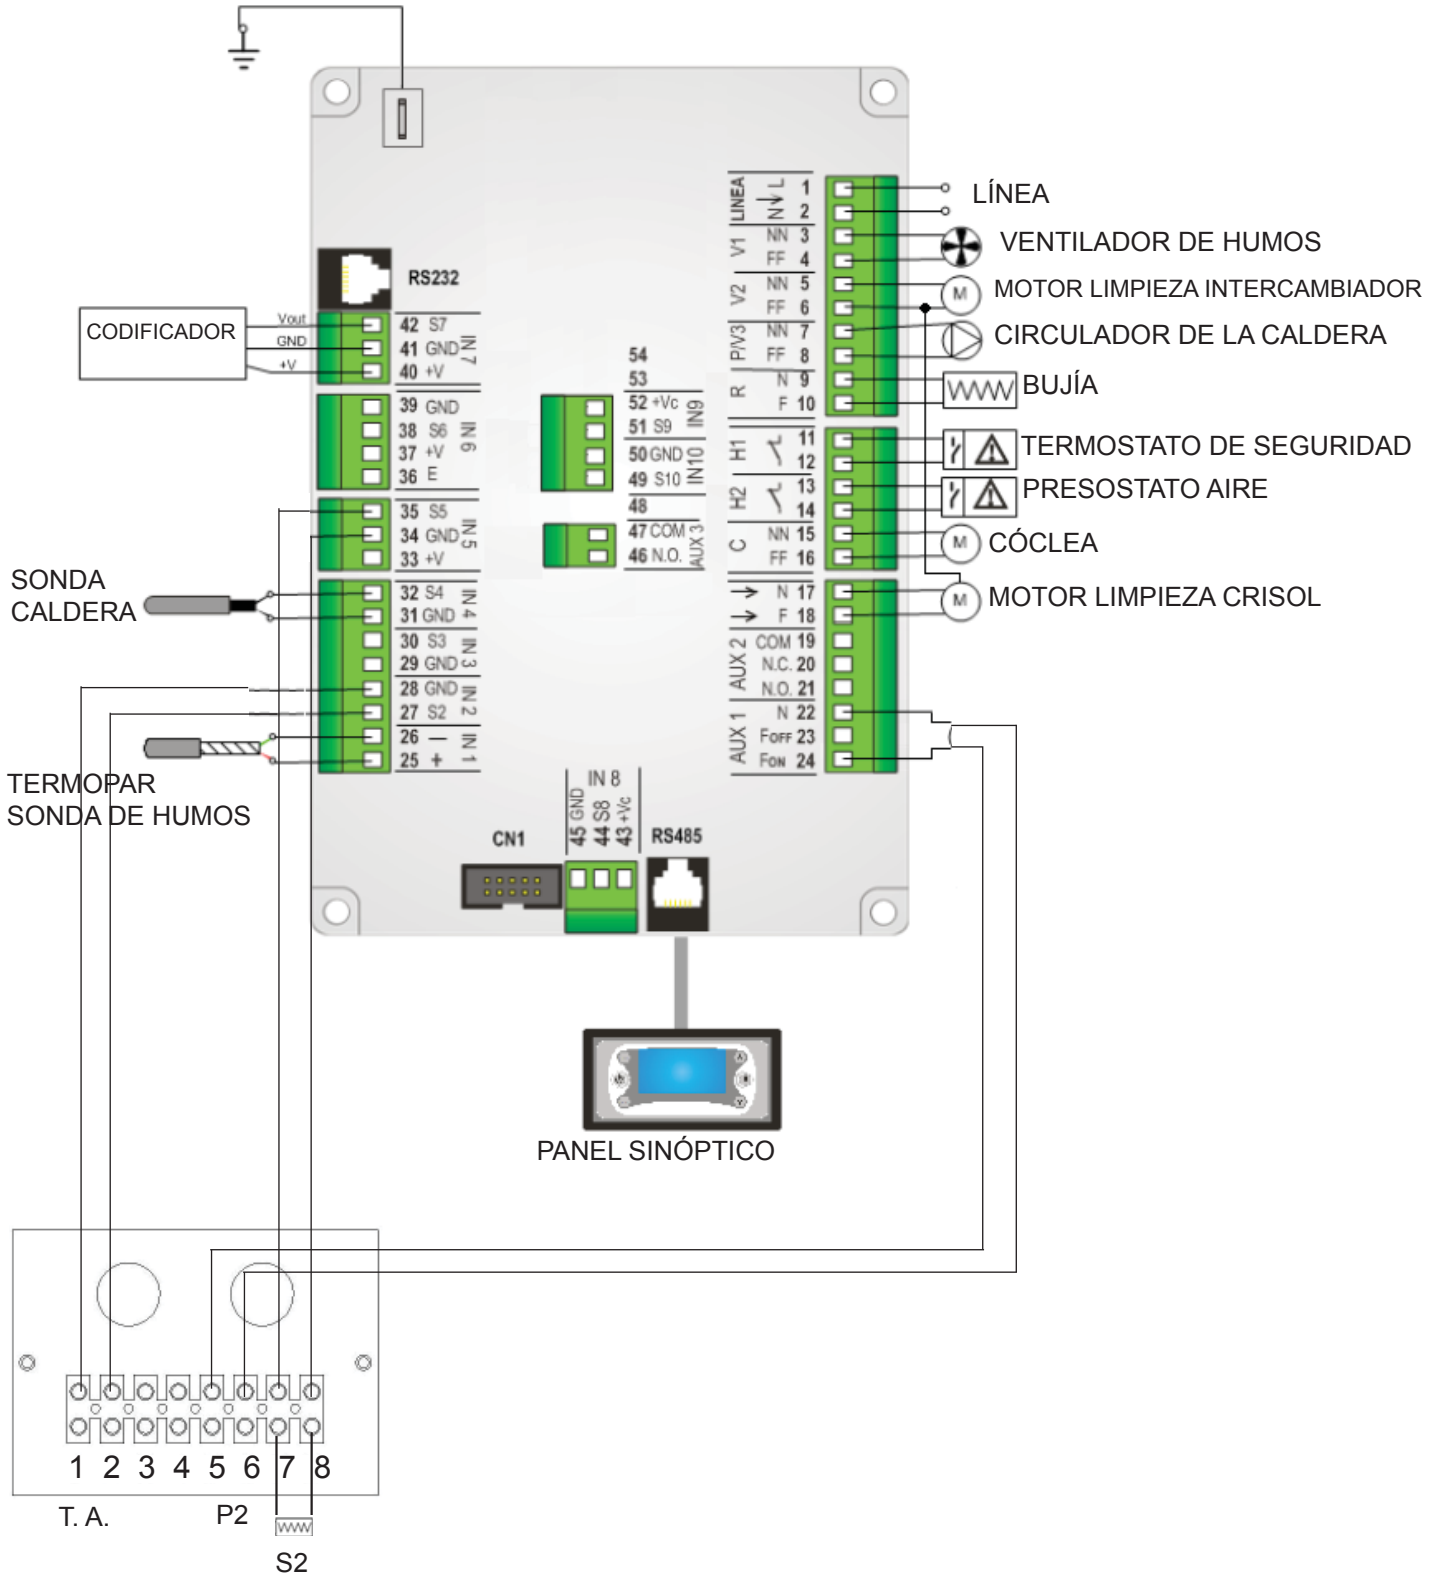 LINEA
L 1
N 2
LÍNEA
V1
NN 3
FF 4
VENTILADOR DE HUMOS
V2
NN 5
FF 6
M
MOTOR LIMPIEZA INTERCAMBIADOR
P/V3
NN 7
FF 8
CIRCULADOR DE LA CALDERA
R
N 9
F 10
BUJÍA
H1
11
12
TERMOSTATO DE SEGURIDAD
H2
13
14
PRESOSTATO AIRE
C
NN 15
FF 16
M
CÓCLEA
N 17
F 18
M
MOTOR LIMPIEZA CRISOL
AUX 2
COM 19
N.C. 20
N.O. 21
AUX 1
N 22
FOFF 23
FON 24
RS232
CODIFICADOR
Vout
GND
+V
42 S7
41 GND
40 +V
IN 7
39 GND
38 S6
37 +V
36 E
IN 6
35 S5
34 GND
33 +V
IN 5
SONDA
CALDERA
32 S4
31 GND
IN 4
30 S3
29 GND
IN 3
28 GND
27 S2
IN 2
26 —
25 +
IN 1
TERMOPAR
SONDA DE HUMOS
54
53
52 +Vc
51 S9
IN9
50 GND
49 S10
IN10
48
47 COM
46 N.O.
AUX 3
IN 8
45 GND
44 S8
43 +Vc
CN1
RS485
PANEL SINÓPTICO
1 2 3 4 5 6 7 8
T. A.
P2
S2